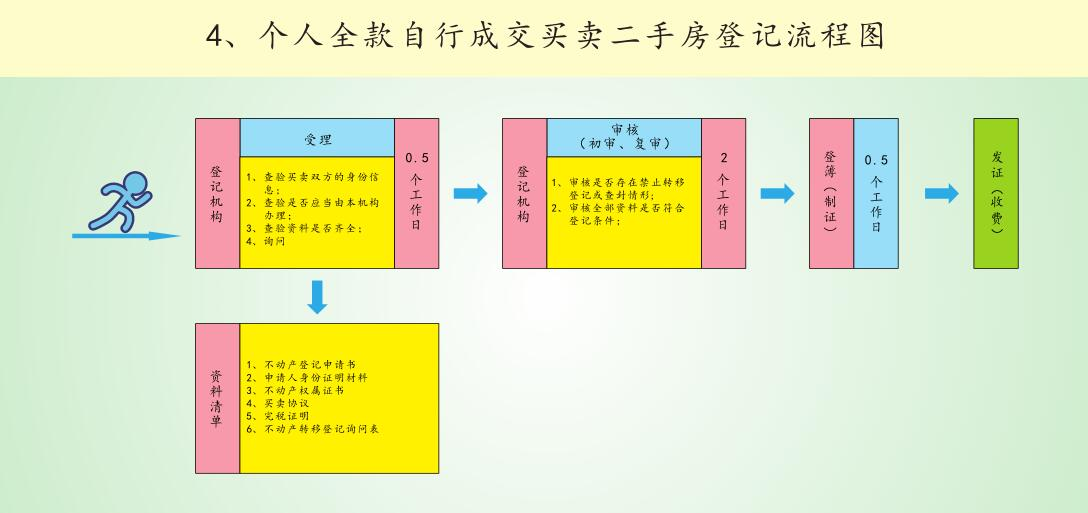 4、个人全款自行成交买卖二手房登记流程图
登记机构
受理
1、查验买卖双方的身份信
息；
2、查验是否应当由本机构
办理；
3、查验资料是否齐全；
4、询问
0.5
个工作日
登记机构
审核
（初审、复审）
1、审核是否存在禁止转移
登记或查封情形；
2、审核全部资料是否符合
登记条件；
2
个工作日
登簿（制证）
0.5
个工作日
发证（收费）
资料清单
1、不动产登记申请书
2、申请人身份证明材料
3、不动产权属证书
4、买卖协议
5、完税证明
6、不动产转移登记询问表